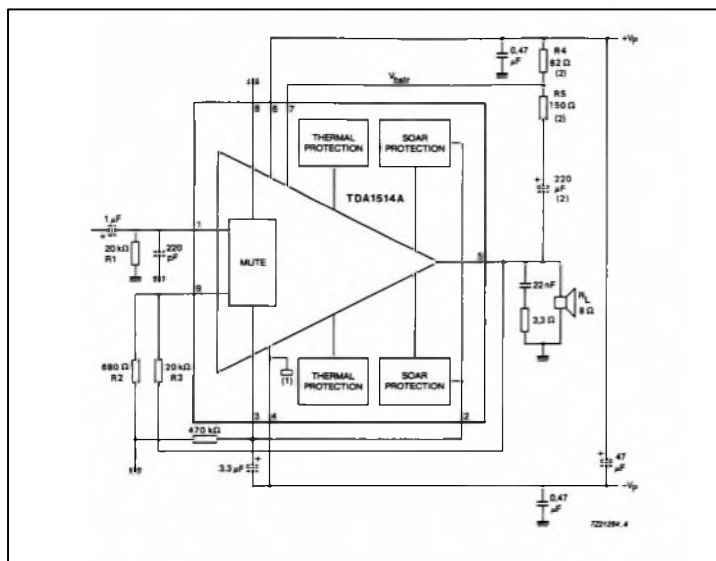 +Vp
0,47
µF
R4
82 Ω
(2)
R5
150 Ω
(2)
220
µF
(2)
8
6
7
THERMAL
PROTECTION
SOAR
PROTECTION
TDA1514A
1 µF
1
20 kΩ
R1
220
pF
MUTE
9
5
22 nF
3,3 Ω
RL
8 Ω
680 Ω
R2
20 kΩ
R3
(1)
THERMAL
PROTECTION
SOAR
PROTECTION
3
4
2
470 kΩ
3.3 µF
47
µF
-Vp
0,47
µF